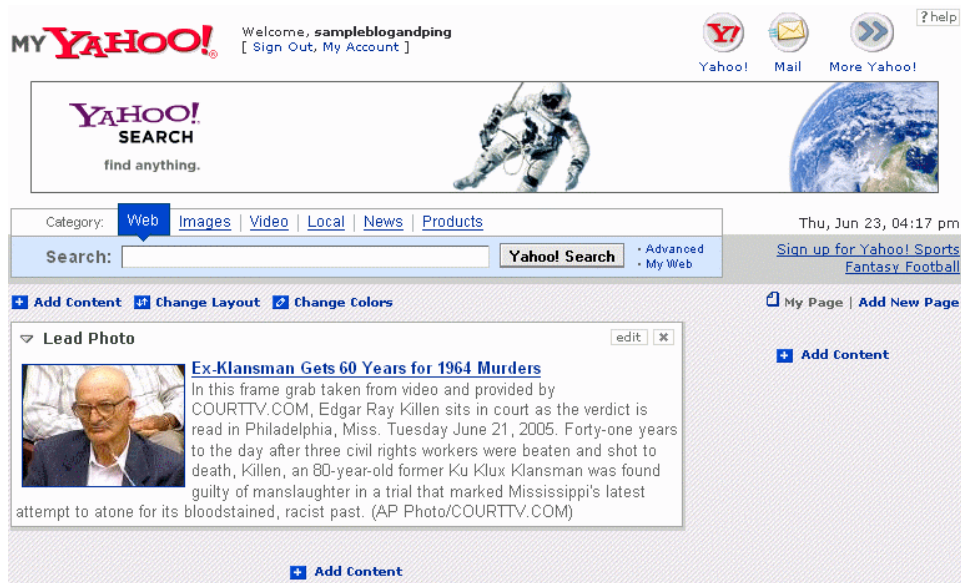 MY YAHOO!
Welcome, sampleblogandping
[ Sign Out, My Account ]
? help
Yahoo! Mail More Yahoo!
YAHOO!
SEARCH
find anything.
Category: Web Images | Video | Local | News | Products
Thu, Jun 23, 04:17 pm
Search: Yahoo! Search
· Advanced
· My Web
Sign up for Yahoo! Sports
Fantasy Football
Add Content Change Layout Change Colors
My Page | Add New Page
Lead Photo
edit
Add Content
Ex-Klansman Gets 60 Years for 1964 Murders
In this frame grab taken from video and provided by
COURTTV.COM, Edgar Ray Killen sits in court as the verdict is
read in Philadelphia, Miss. Tuesday June 21, 2005. Forty-one years
to the day after three civil rights workers were beaten and shot to
death, Killen, an 80-year-old former Ku Klux Klansman was found
guilty of manslaughter in a trial that marked Mississippi's latest
attempt to atone for its bloodstained, racist past. (AP Photo/COURTTV.COM)
Add Content